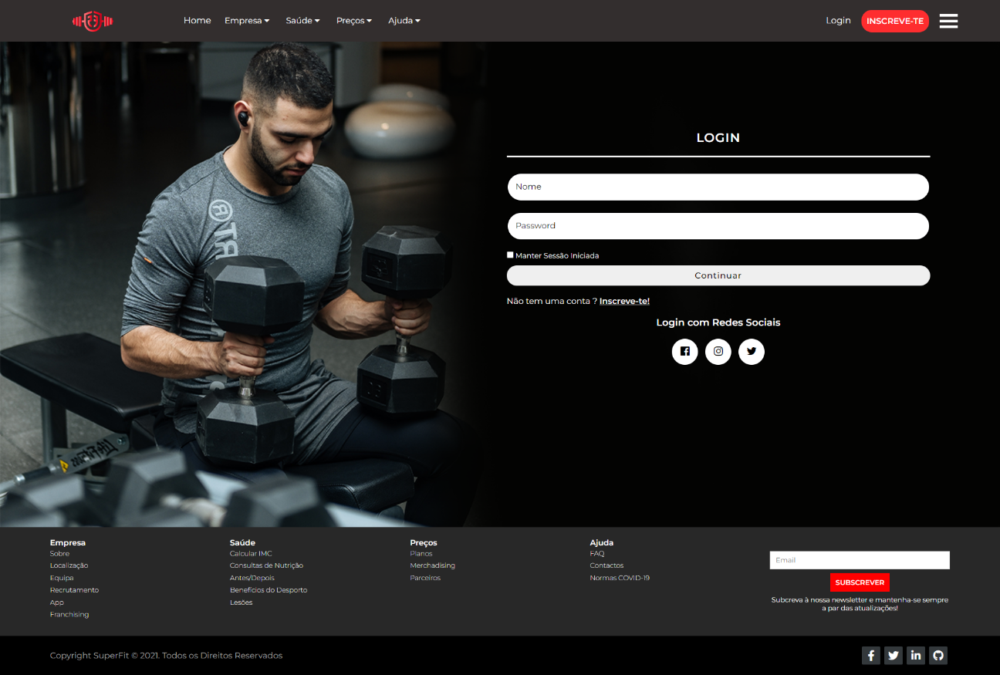 Home Empresa Saúde Preços Ajuda Login INSCREVE-TE
LOGIN
Nome
Password
Manter Sessão Iniciada
Continuar
Não tem uma conta ? Inscreve-te!
Login com Redes Sociais
Empresa
Sobre
Localização
Equipa
Recrutamento
App
Franchising
Saúde
Calcular IMC
Consultas de Nutrição
Antes/Depois
Benefícios do Desporto
Lesões
Preços
Planos
Merchadising
Parceiros
Ajuda
FAQ
Contactos
Normas COVID-19
Email
SUBSCREVER
Subcreva à nossa newsletter e mantenha-se sempre
a par das atualizações!
Copyright SuperFit © 2021. Todos os Direitos Reservados